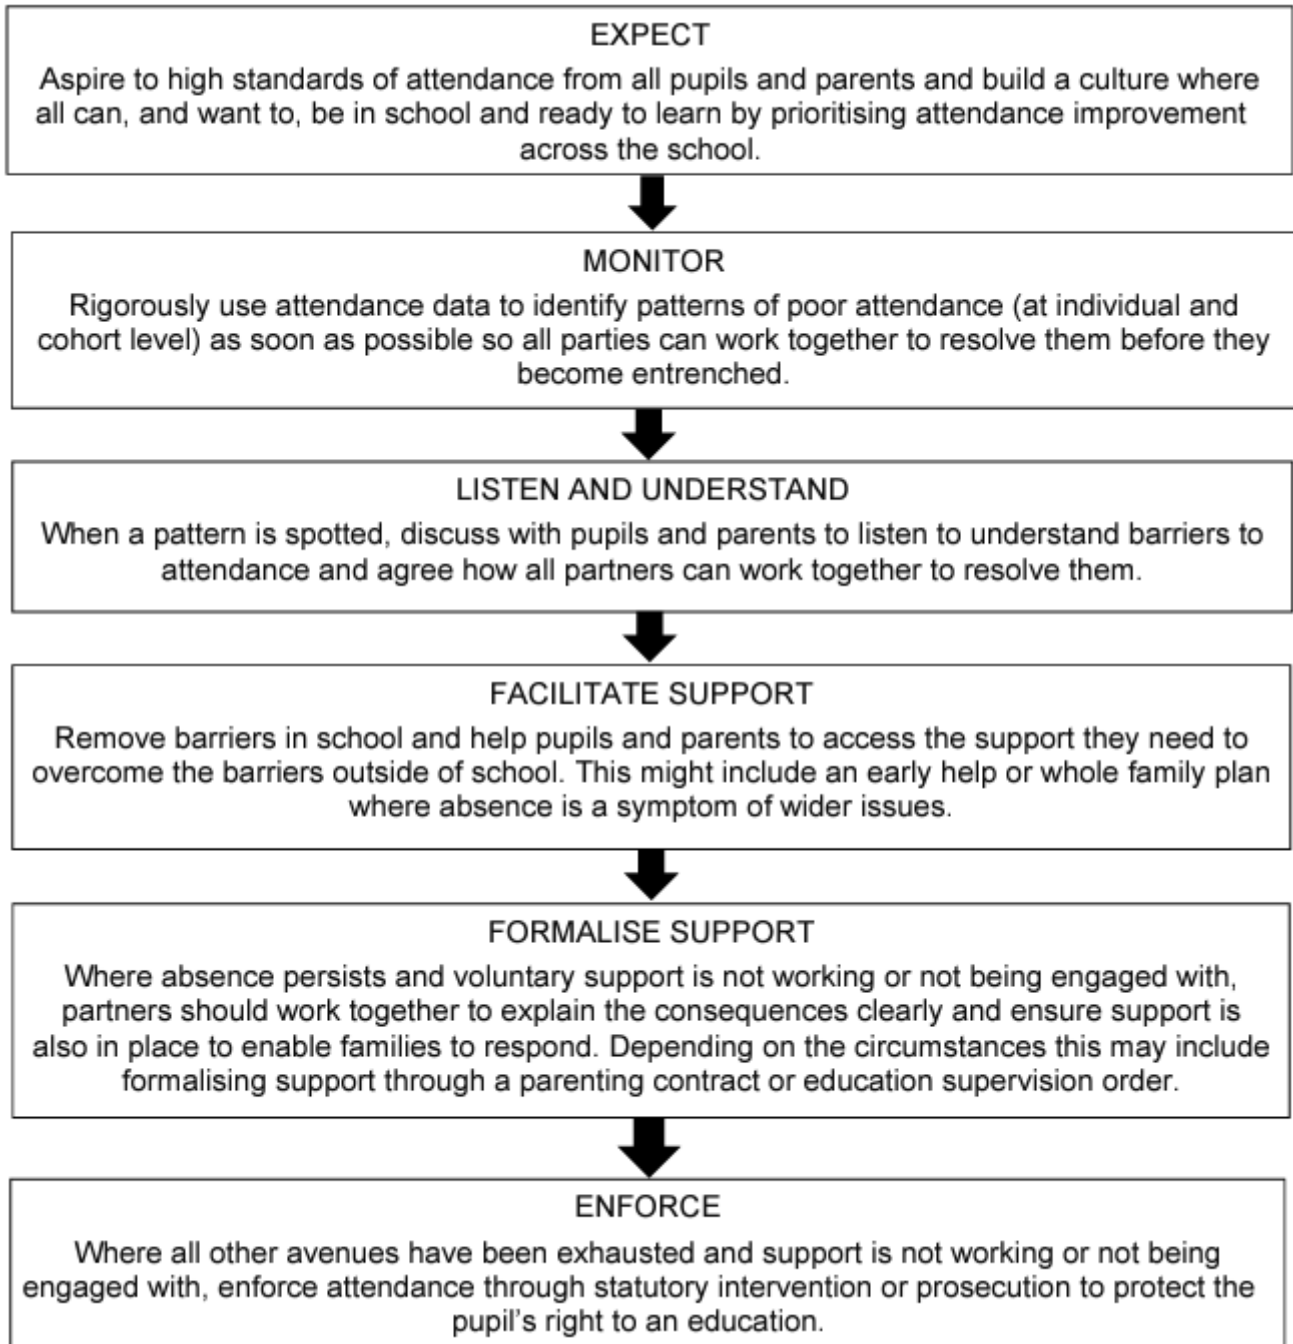 EXPECT
Aspire to high standards of attendance from all pupils and parents and build a culture where
all can, and want to, be in school and ready to learn by prioritising attendance improvement
across the school.
MONITOR
Rigorously use attendance data to identify patterns of poor attendance (at individual and
cohort level) as soon as possible so all parties can work together to resolve them before they
become entrenched.
LISTEN AND UNDERSTAND
When a pattern is spotted, discuss with pupils and parents to listen to understand barriers to
attendance and agree how all partners can work together to resolve them.
FACILITATE SUPPORT
Remove barriers in school and help pupils and parents to access the support they need to
overcome the barriers outside of school. This might include an early help or whole family plan
where absence is a symptom of wider issues.
FORMALISE SUPPORT
Where absence persists and voluntary support is not working or not being engaged with,
partners should work together to explain the consequences clearly and ensure support is
also in place to enable families to respond. Depending on the circumstances this may include
formalising support through a parenting contract or education supervision order.
ENFORCE
Where all other avenues have been exhausted and support is not working or not being
engaged with, enforce attendance through statutory intervention or prosecution to protect the
pupil's right to an education.